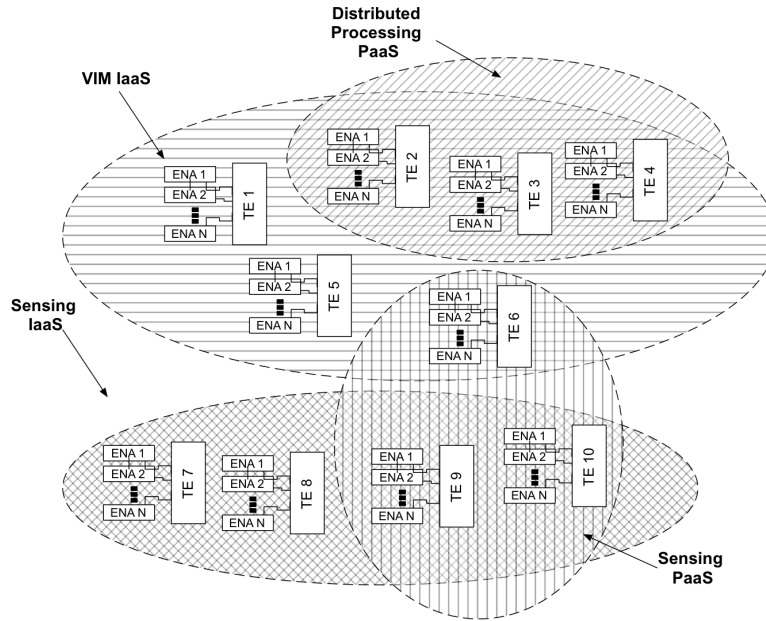 Distributed
Processing
PaaS
VIM IaaS
ENA 1
ENA 2
ENA N
TE 1
ENA 1
ENA 2
ENA N
TE 2
ENA 1
ENA 2
ENA N
TE 3
ENA 1
ENA 2
ENA N
TE 4
ENA 1
ENA 2
ENA N
TE 5
ENA 1
ENA 2
ENA N
TE 6
Sensing
IaaS
ENA 1
ENA 2
ENA N
TE 7
ENA 1
ENA 2
ENA N
TE 8
ENA 1
ENA 2
ENA N
TE 9
ENA 1
ENA 2
ENA N
TE 10
Sensing
PaaS